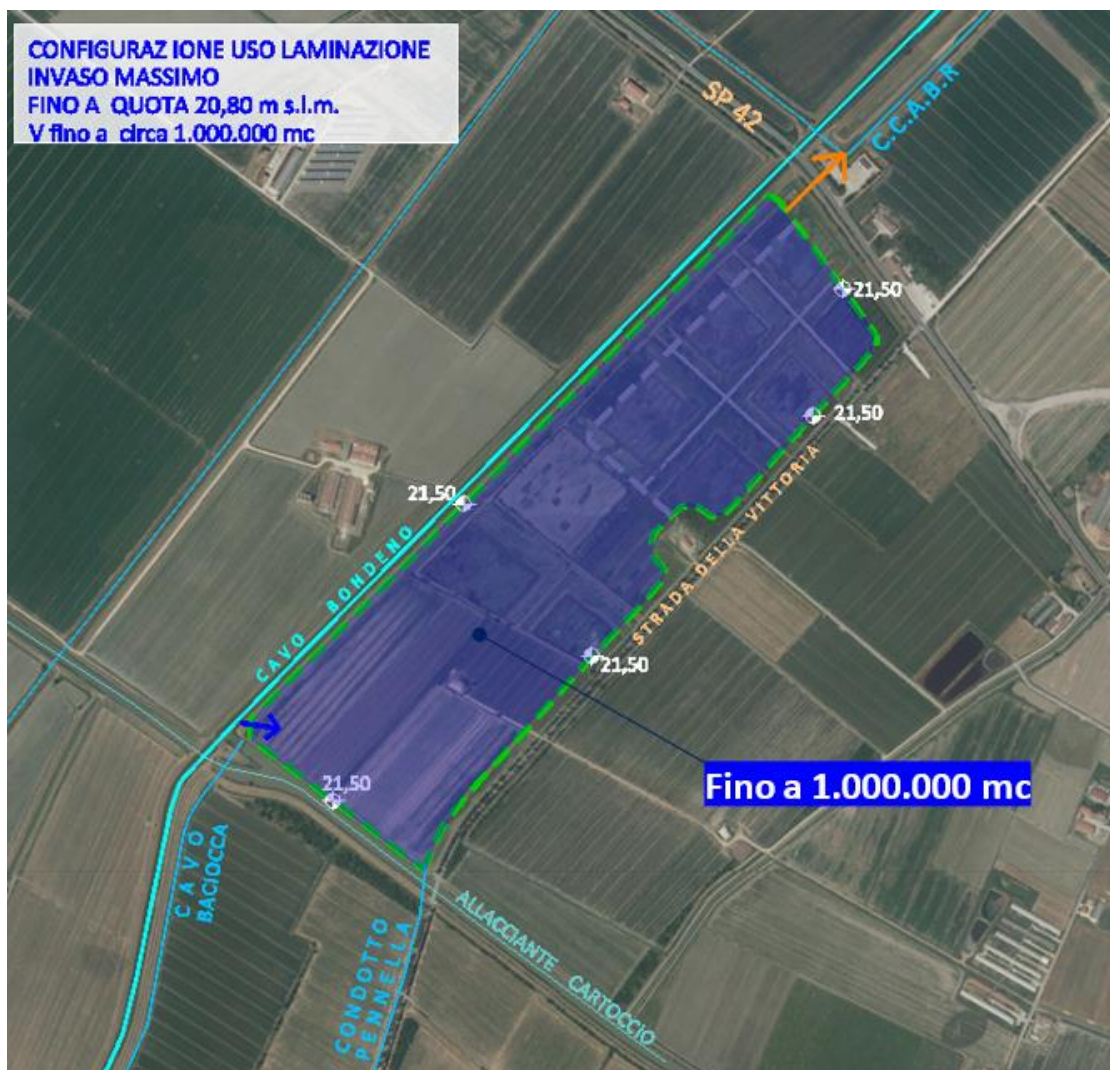 CONFIGURAZ IONE USO LAMINAZIONE
INVASO MASSIMO
FINO A QUOTA 20,80 m s.l.m.
V fino a circa 1.000.000 mc
SP 42
C.C.A.B.R
21,50
21,50
21,50
CAVO BONDENO
STRADA DELLA VITTORIA
21,50
21,50
Fino a 1.000.000 mc
CAVO
BACIOCCA
CONDOTTO
PENNELLA
ALLACCIANTE CARTOCCIO